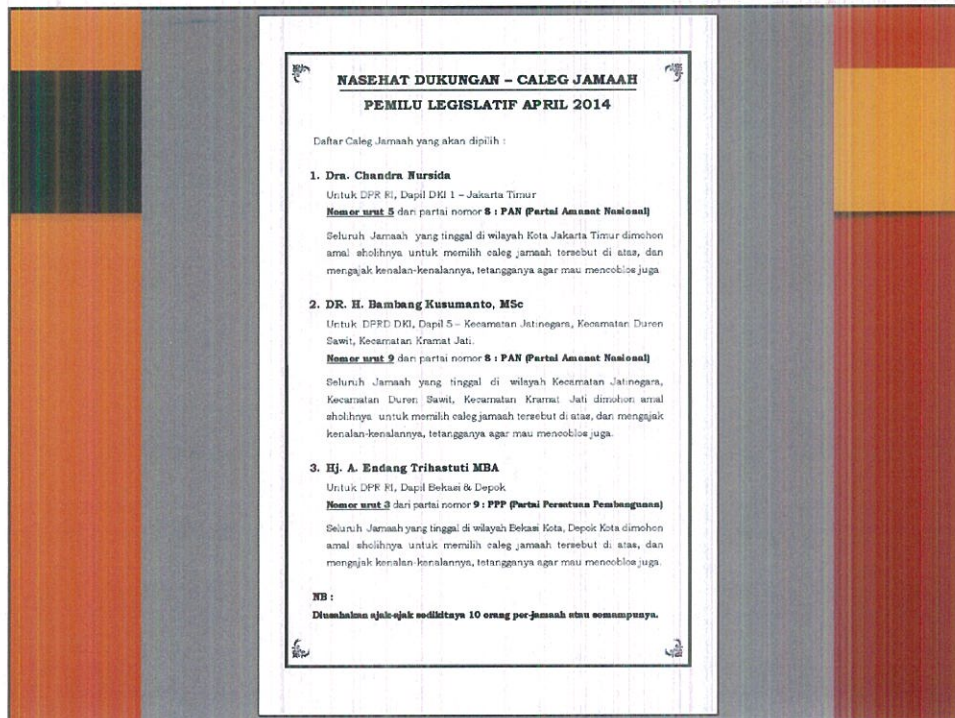 NASEHAT DUKUNGAN – CALEG JAMAAH
PEMILU LEGISLATIF APRIL 2014
Daftar Caleg Jamaah yang akan dipilih :
1. Dra. Chandra Nursida
Untuk DPR RI, Dapil DKI 1 – Jakarta Timur
Nomor urut 5 dari partai nomor 8 : PAN (Partai Amanat Nasional)
Seluruh Jamaah yang tinggal di wilayah Kota Jakarta Timur dimohon
amal sholihnya untuk memilih caleg jamaah tersebut di atas, dan
mengajak kenalan-kenalannya, tetangganya agar mau mencoblos juga
2. DR. H. Bambang Kusumanto, MSc
Untuk DPRD DKI, Dapil 5 – Kecamatan Jatinegara, Kecamatan Duren
Sawit, Kecamatan Kramat Jati.
Nomor urut 9 dari partai nomor 8 : PAN (Partai Amanat Nasional)
Seluruh Jamaah yang tinggal di wilayah Kecamatan Jatinegara,
Kecamatan Duren Sawit, Kecamatan Kramat Jati dimohon amal
sholihnya untuk memilih caleg jamaah tersebut di atas, dan mengajak
kenalan-kenalannya, tetangganya agar mau mencoblos juga.
3. Hj. A. Endang Trihastuti MBA
Untuk DPR RI, Dapil Bekasi & Depok
Nomor urut 3 dari partai nomor 9 : PPP (Partai Persatuan Pembangunan)
Seluruh Jamaah yang tinggal di wilayah Bekasi Kota, Depok Kota dimohon
amal sholihnya untuk memilih caleg jamaah tersebut di atas, dan
mengajak kenalan-kenalannya, tetangganya agar mau mencoblos juga.
NB :
Diusahakan ajak-ajak sedikitnya 10 orang per-jamaah atau semampunya.